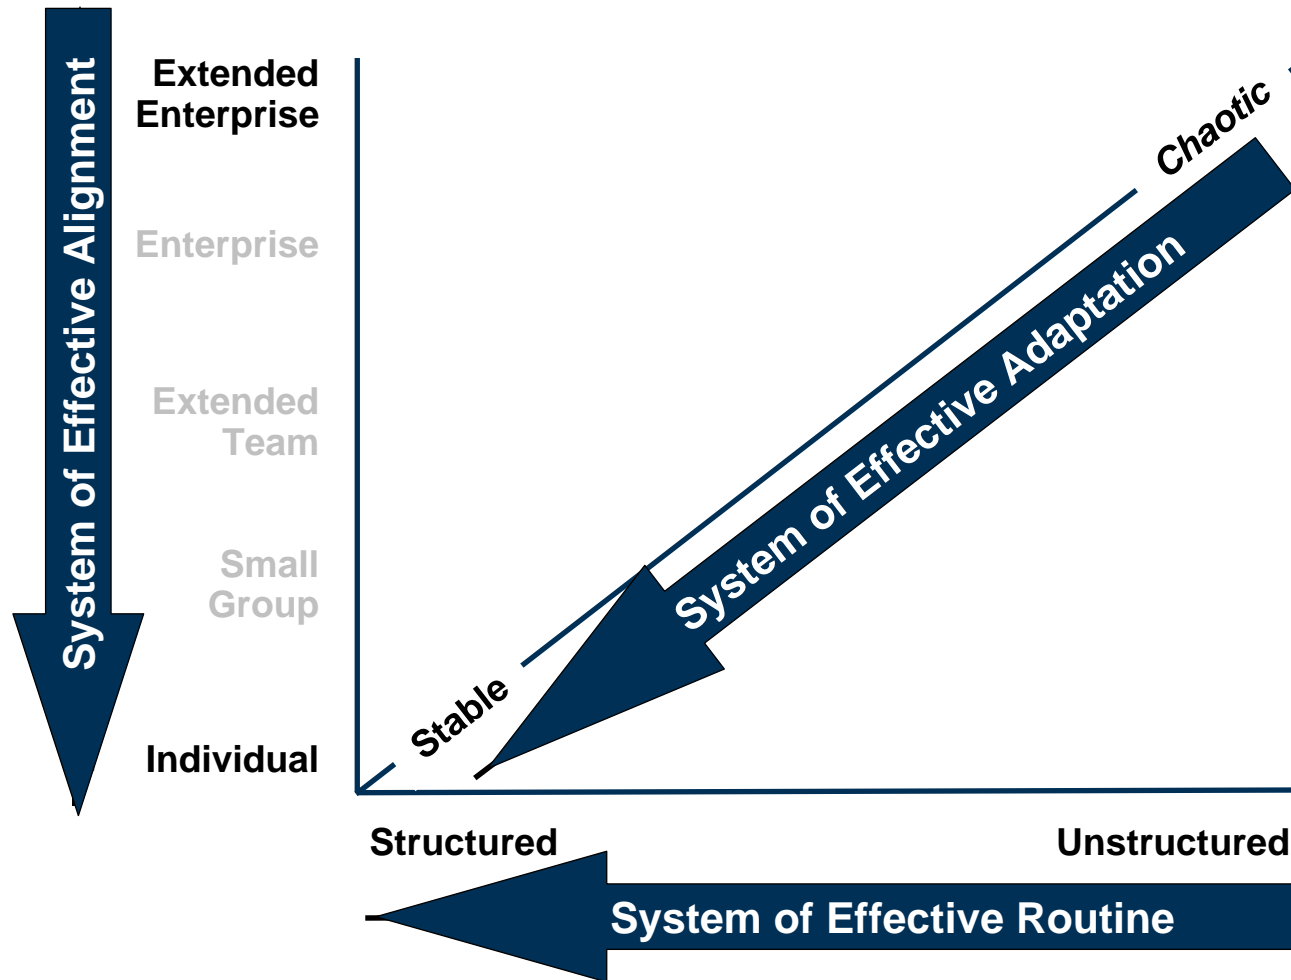 System of Effective Alignment
Extended
Enterprise
Enterprise
Extended
Team
Small
Group
Individual
Chaotic
System of Effective Adaptation
Stable
Structured
Unstructured
System of Effective Routine